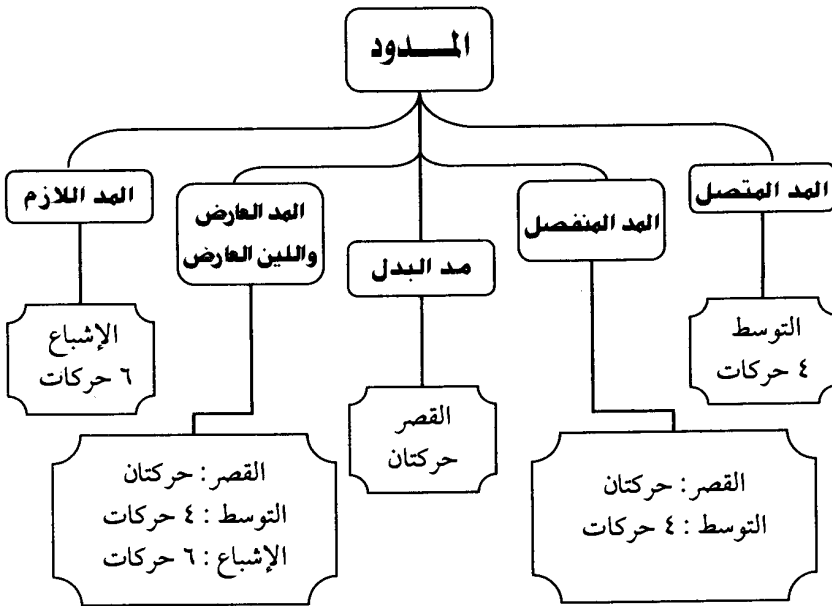 المــــدود
المد المتصل
التوسط
٤ حركات
المد المنفصل
القصر : حركتان
التوسط : ٤ حركات
مد البدل
القصر
حركتان
المد العارض
واللين العارض
القصر : حركتان
التوسط : ٤ حركات
الإشباع : ٦ حركات
المد اللازم
الإشباع
٦ حركات